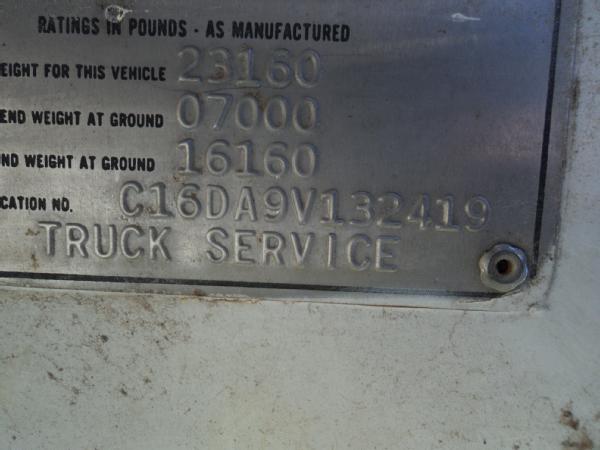 RATINGS IN POUNDS - AS MANUFACTURED
EIGHT FOR THIS VEHICLE 23160
END WEIGHT AT GROUND 07000
ND WEIGHT AT GROUND 16160
CATION NO. C16DA9V132419
TRUCK SERVICE